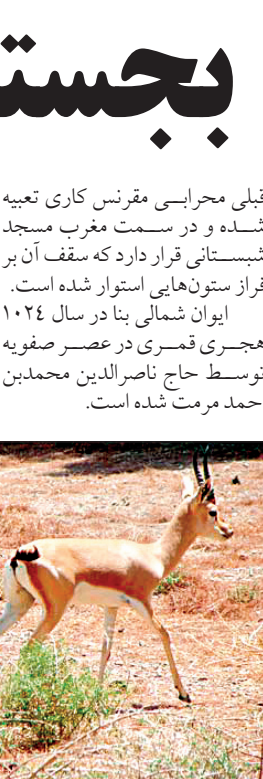 بجست
قبلی محرابی مقرنس کاری تعبیه
شده و در سمت مغرب مسجد
شبستانی قرار دارد که سقف آن بر
فراز ستون‌هایی استوار شده است.
ایوان شمالی بنا در سال ۱۰۲٤
هجری قمری در عصر صفویه
توسط حاج ناصرالدین محمدبن
احمد مرمت شده است.